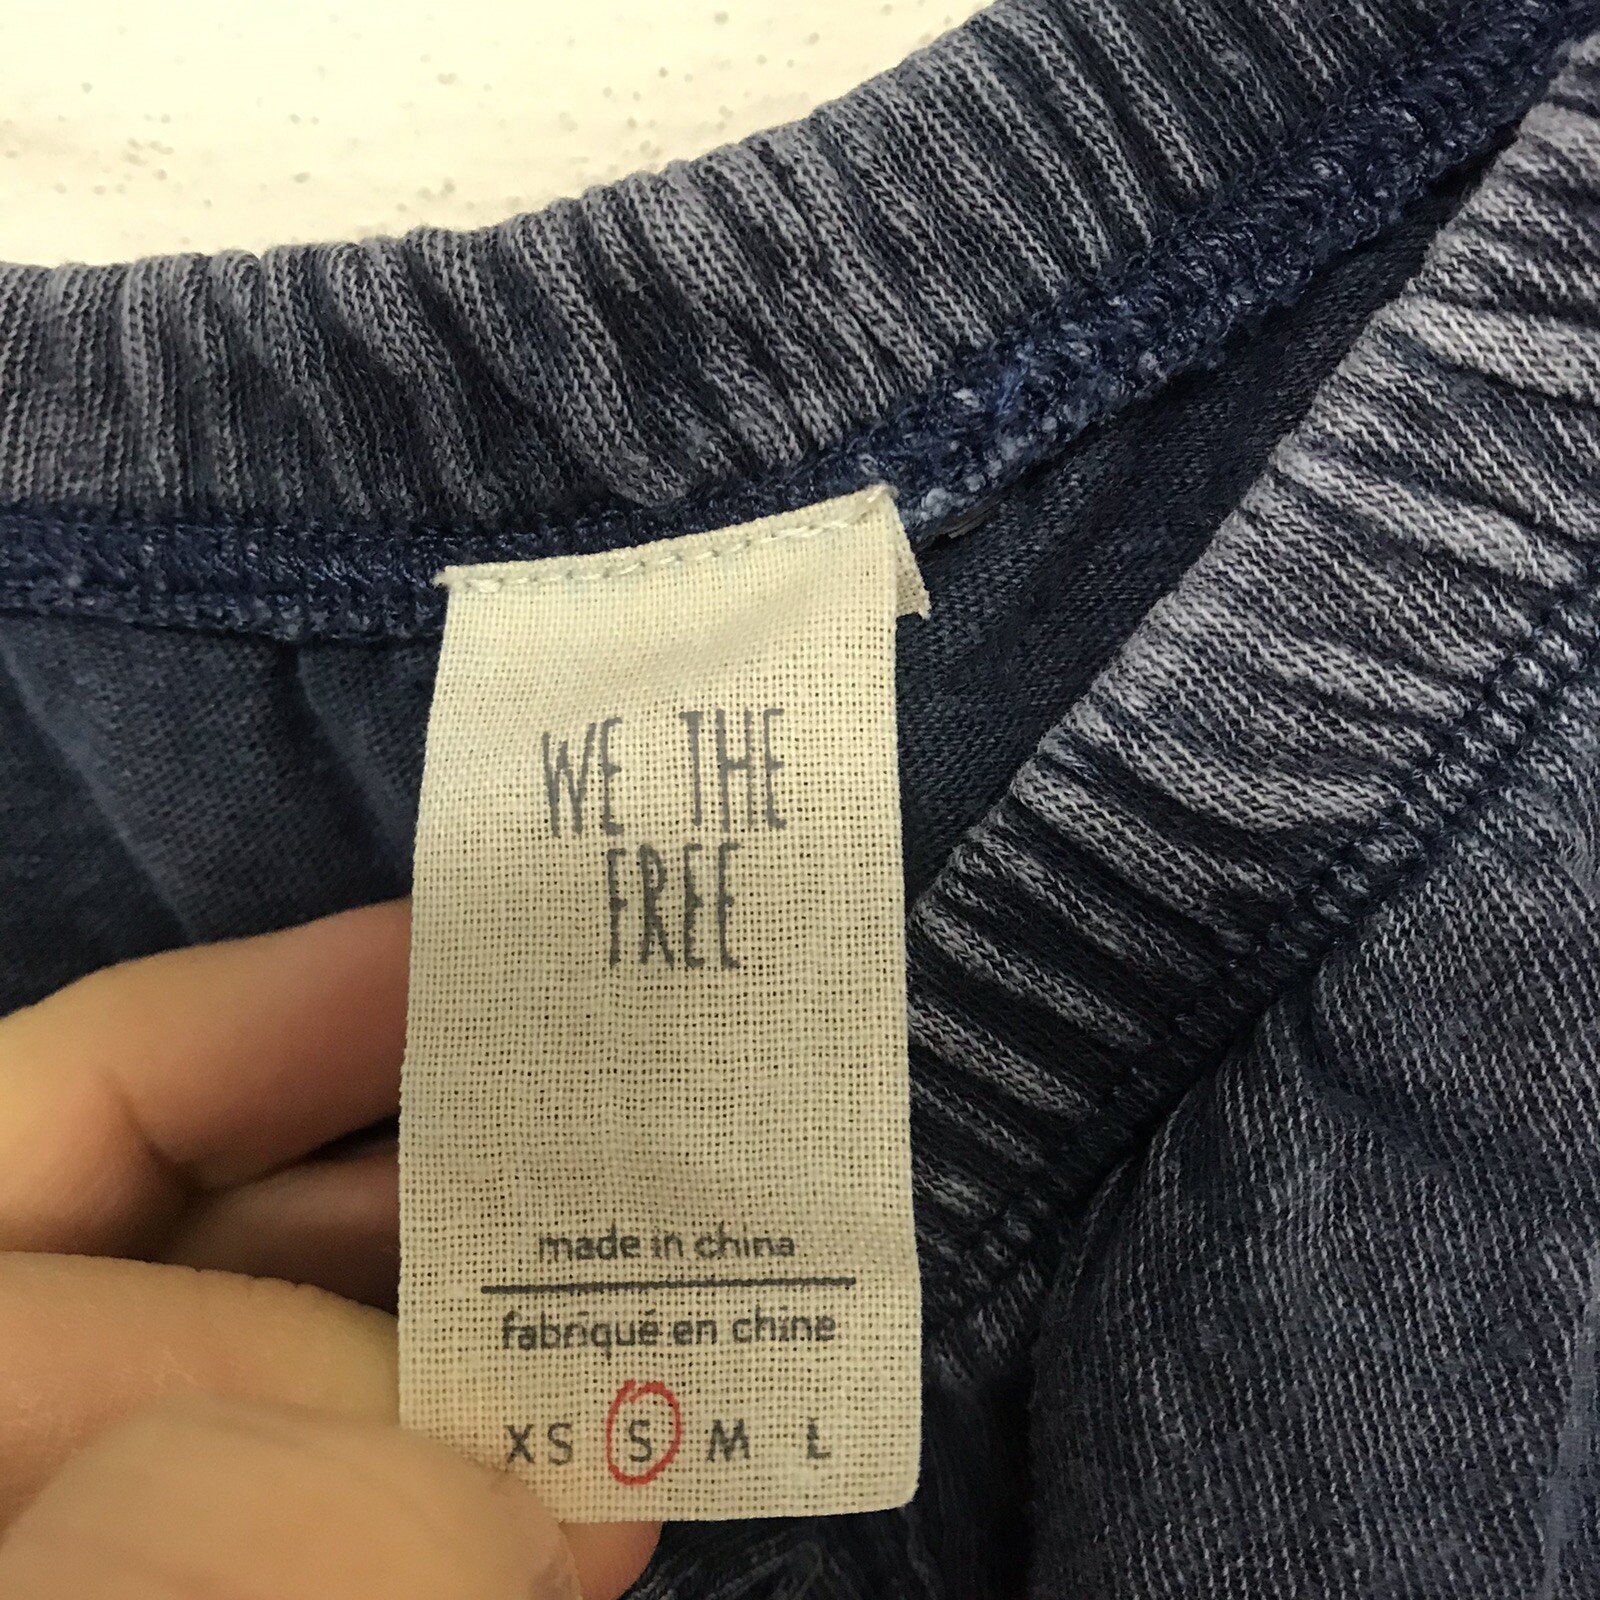 WE THE
FREE
made in china
fabriqué en chine
XS S M L